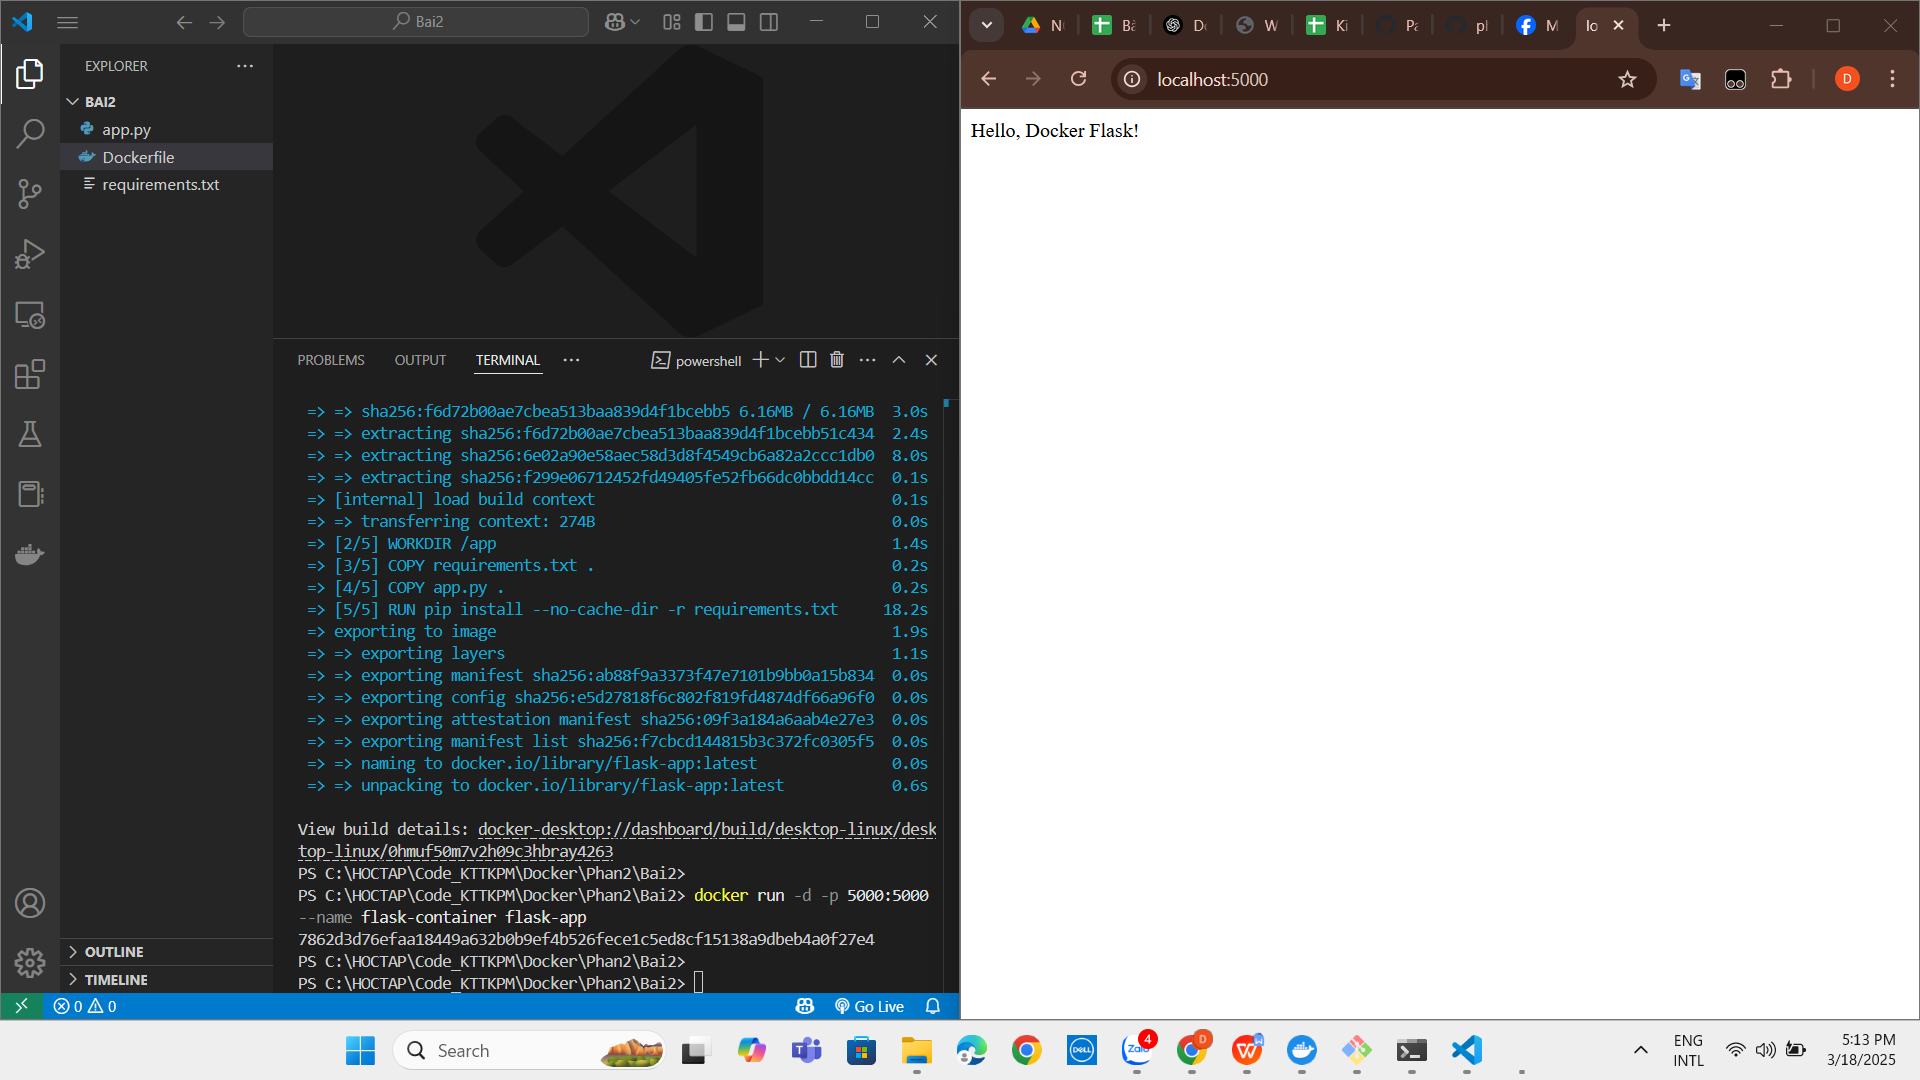 Bai2
EXPLORER
BAI2
app.py
Dockerfile
requirements.txt
OUTLINE
TIMELINE
PROBLEMS OUTPUT TERMINAL powershell
=> => sha256:f6d72b00ae7cbea513baa839d4f1bcebb5 6.16MB / 6.16MB 3.0s
=> => extracting sha256:f6d72b00ae7cbea513baa839d4f1bcebb51c434 2.4s
=> => extracting sha256:6e02a90e58aec58d3d8f4549cb6a82a2ccc1db0 8.0s
=> => extracting sha256:f299e06712452fd49405fe52fb66dc0bbdd14cc 0.1s
=> [internal] load build context 0.1s
=> => transferring context: 274B 0.0s
=> [2/5] WORKDIR /app 1.4s
=> [3/5] COPY requirements.txt . 0.2s
=> [4/5] COPY app.py . 0.2s
=> [5/5] RUN pip install --no-cache-dir -r requirements.txt 18.2s
=> exporting to image 1.9s
=> => exporting layers 1.1s
=> => exporting manifest sha256:ab88f9a3373f47e7101b9bb0a15b834 0.0s
=> => exporting config sha256:e5d27818f6c802f819fd4874df66a96f0 0.0s
=> => exporting attestation manifest sha256:09f3a184a6aab4e27e3 0.0s
=> => exporting manifest list sha256:f7cbcd144815b3c372fc0305f5 0.0s
=> => naming to docker.io/library/flask-app:latest 0.0s
=> => unpacking to docker.io/library/flask-app:latest 0.6s
View build details: docker-desktop://dashboard/build/desktop-linux/desk
top-linux/0hmuf50m7v2h09c3hbray4263
PS C:\HOCTAP\Code_KTTKPM\Docker\Phan2\Bai2>
PS C:\HOCTAP\Code_KTTKPM\Docker\Phan2\Bai2> docker run -d -p 5000:5000
--name flask-container flask-app
7862d3d76efaa18449a632b0b9ef4b526fece1c5ed8cf15138a9dbeb4a0f27e4
PS C:\HOCTAP\Code_KTTKPM\Docker\Phan2\Bai2>
PS C:\HOCTAP\Code_KTTKPM\Docker\Phan2\Bai2>
0 0 Go Live
N Bà D W Ki Pa pl M lo
localhost:5000 D
Hello, Docker Flask!
Search
DELL
Zalo 4
D
W
ENG
INTL
5:13 PM
3/18/2025